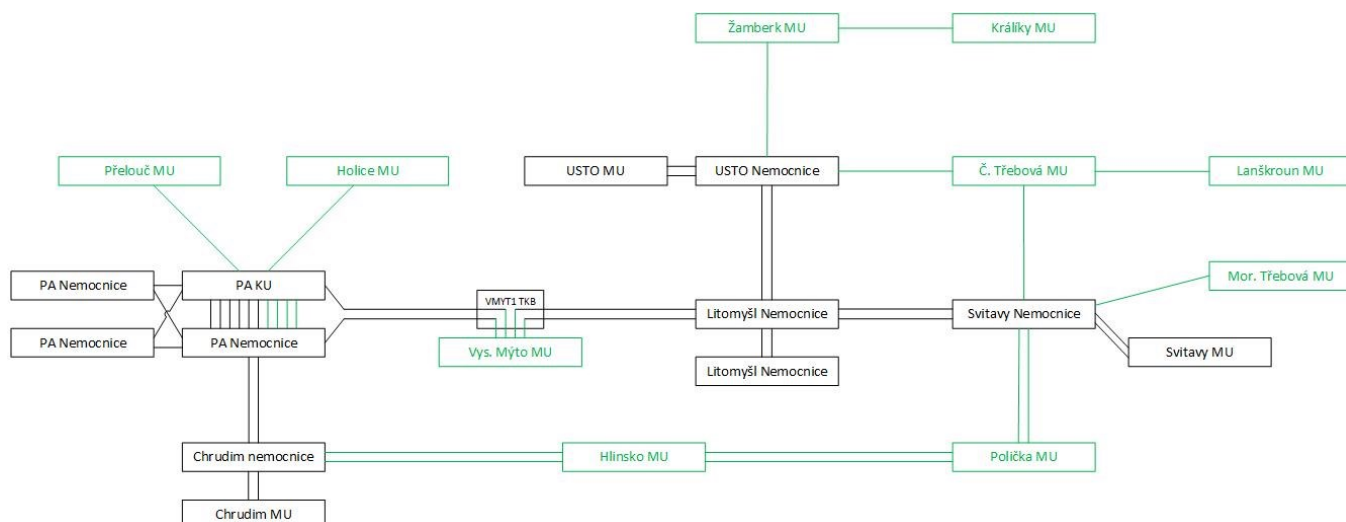 Žamberk MU
Králíky MU
Přelouč MU
Holice MU
USTO MU
USTO Nemocnice
Č. Třebová MU
Lanškroun MU
PA Nemocnice
PA KU
VMYT1 TKB
Mor. Třebová MU
Litomyšl Nemocnice
Svitavy Nemocnice
PA Nemocnice
PA Nemocnice
Vys. Mýto MU
Svitavy MU
Litomyšl Nemocnice
Chrudim nemocnice
Hlinsko MU
Polička MU
Chrudim MU